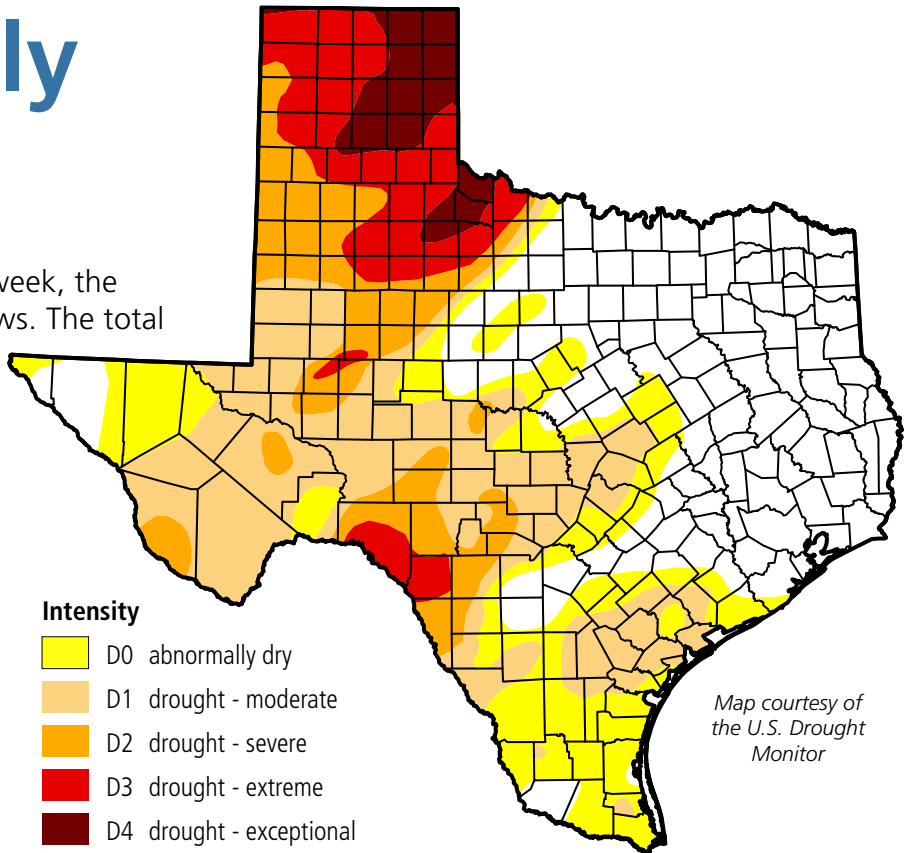 ly
week, the
ws. The total
Intensity
D0 abnormally dry
D1 drought - moderate
D2 drought - severe
D3 drought - extreme
D4 drought - exceptional
Map courtesy of
the U.S. Drought
Monitor